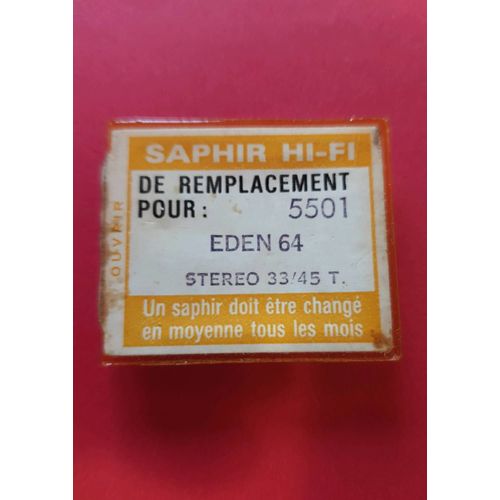 SAPHIR HI-FI
DE REMPLACEMENT
POUR : 5501
EDEN 64
STEREO 33/45 T.
Un saphir doit être changé
en moyenne tous les mois
OUVRIR